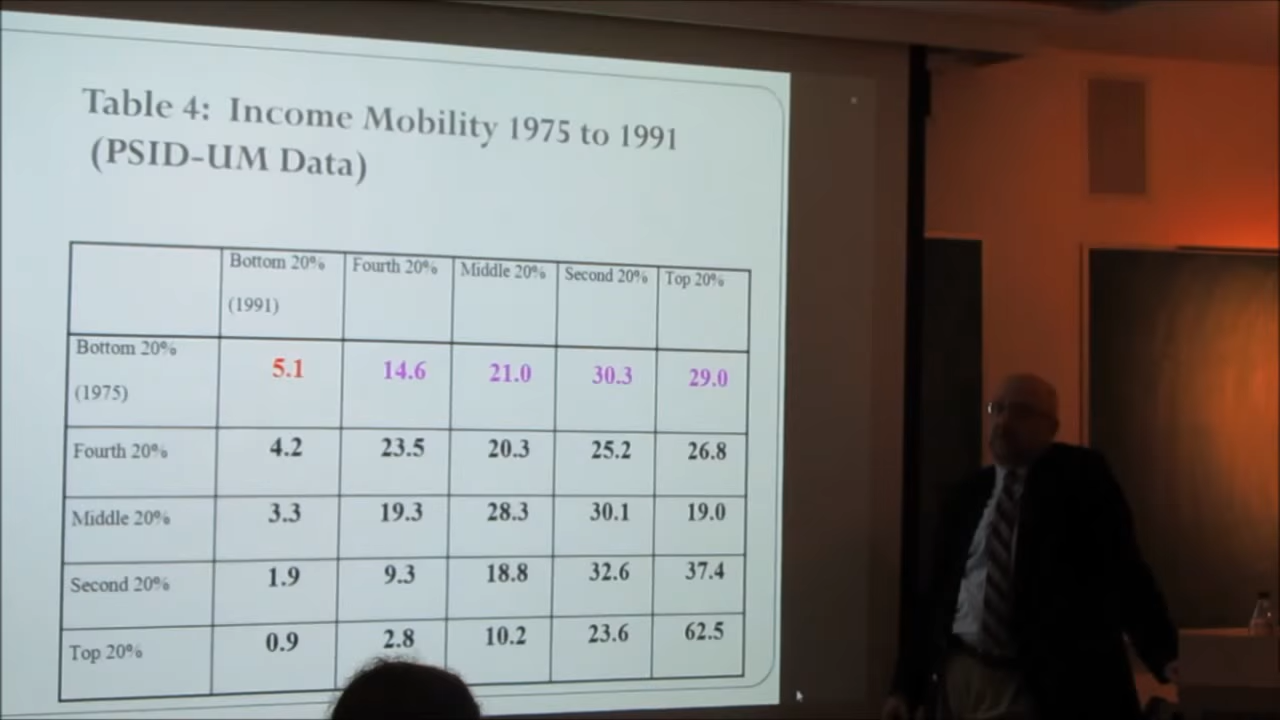 Table 4: Income Mobility 1975 to 1991
(PSID-UM Data)
Bottom 20% Fourth 20% Middle 20% Second 20% Top 20%
(1991)
Bottom 20%
5.1 14.6 21.0 30.3 29.0
(1975)
Fourth 20% 4.2 23.5 20.3 25.2 26.8
Middle 20% 3.3 19.3 28.3 30.1 19.0
Second 20% 1.9 9.3 18.8 32.6 37.4
Top 20% 0.9 2.8 10.2 23.6 62.5